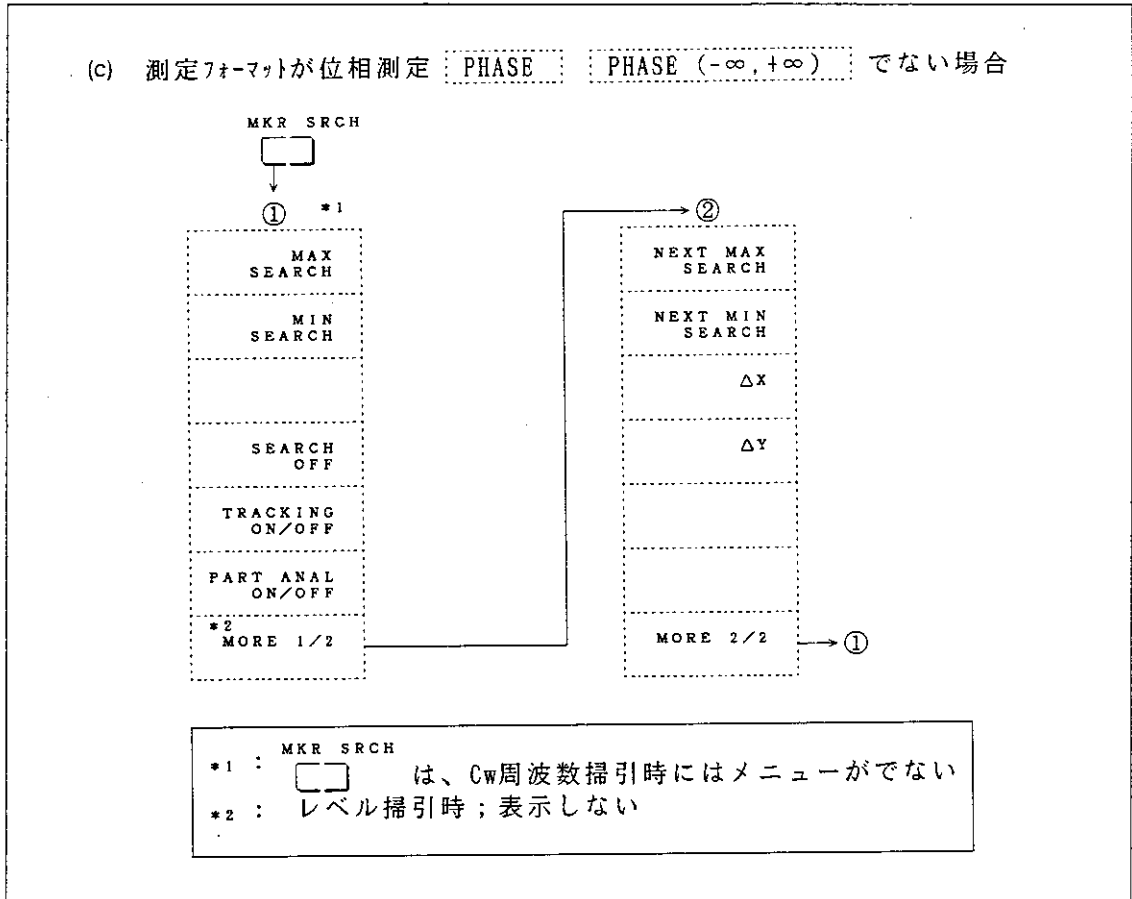 (c) 測定フォーマットが位相測定 PHASE PHASE (-∞,+∞) でない場合
MKR SRCH
① *1
MAX
SEARCH
MIN
SEARCH
SEARCH
OFF
TRACKING
ON/OFF
PART ANAL
ON/OFF
*2
MORE 1/2
②
NEXT MAX
SEARCH
NEXT MIN
SEARCH
△X
△Y
MORE 2/2
①
MKR SRCH
*1 : は、Cw周波数掃引時にはメニューがでない
*2 : レベル掃引時;表示しない